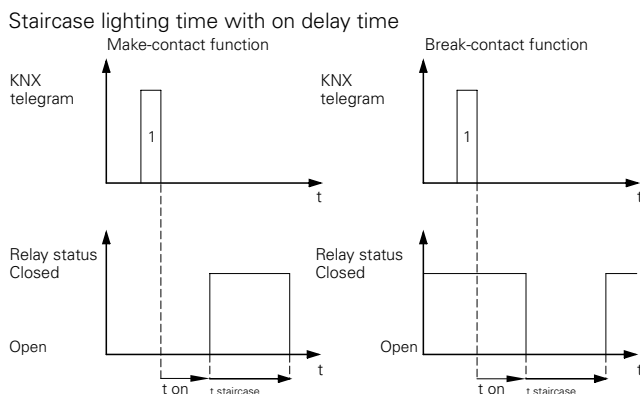 Staircase lighting time with on delay time
Make-contact function
Break-contact function
KNX
telegram
1
t
KNX
telegram
1
t
Relay status
Closed
Open
t
t on
t staircase
Relay status
Closed
Open
t
t on
t staircase